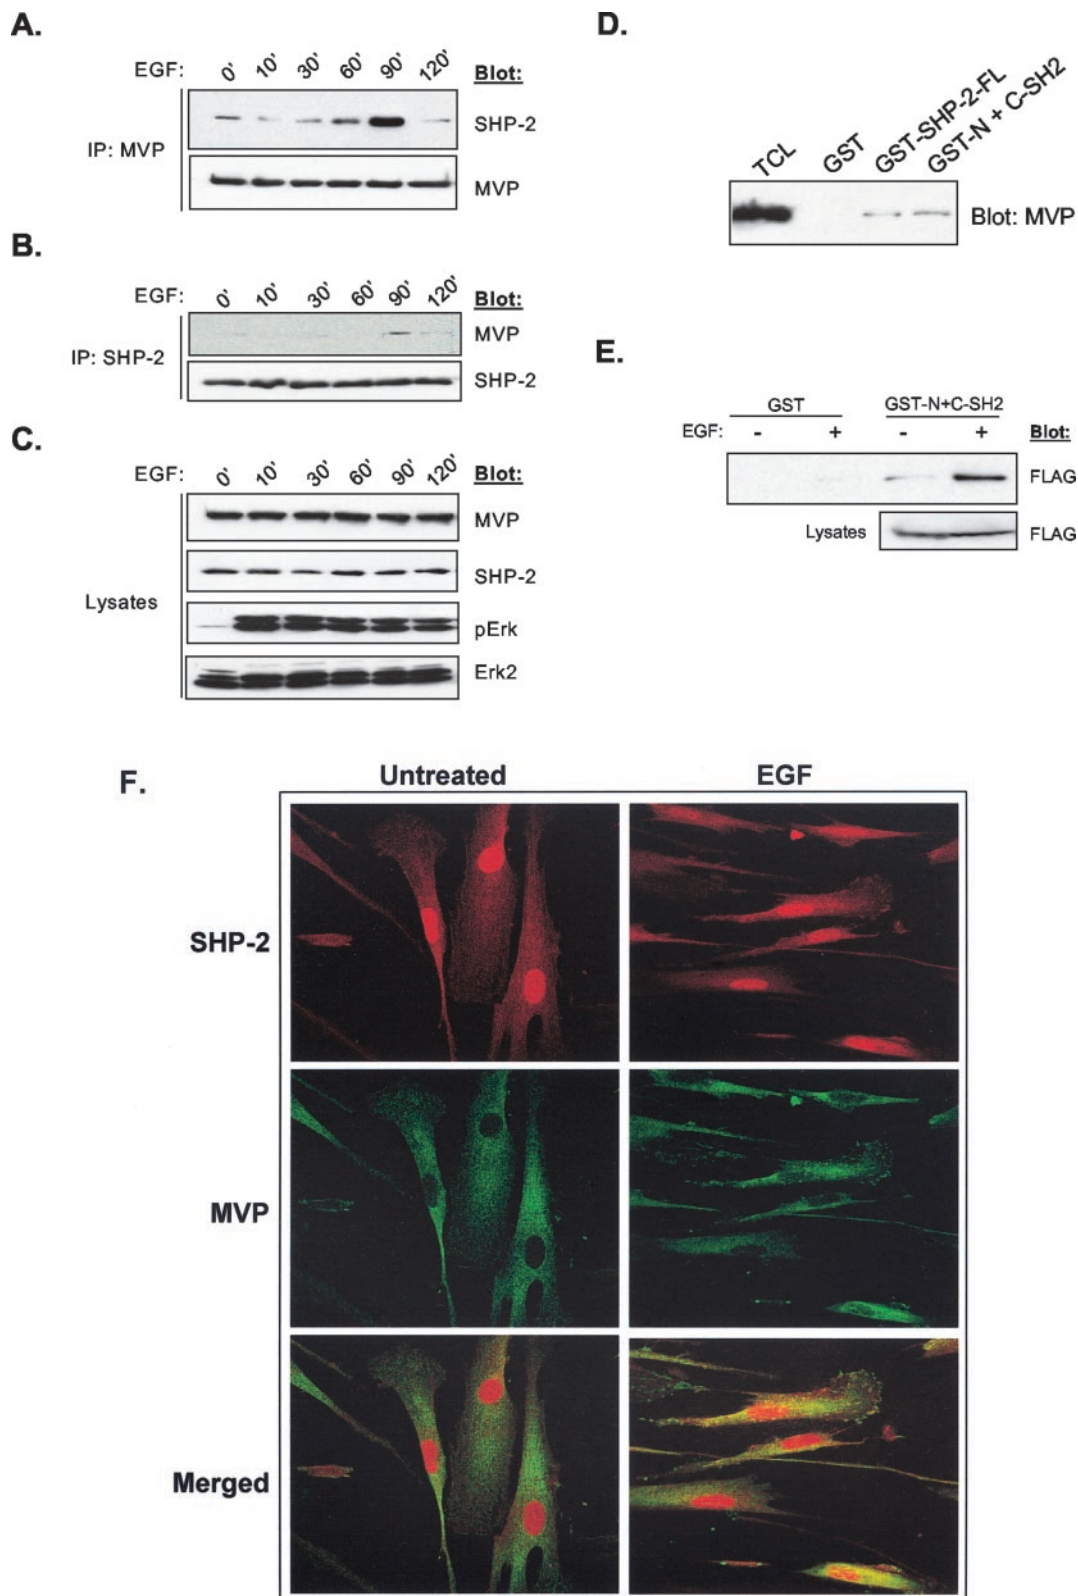 A.
EGF: 0' 10' 30' 60' 90' 120' Blot:
IP: MVP
SHP-2
MVP
B.
EGF: 0' 10' 30' 60' 90' 120' Blot:
IP: SHP-2
MVP
SHP-2
C.
EGF: 0' 10' 30' 60' 90' 120' Blot:
Lysates
MVP
SHP-2
pErk
Erk2
D.
TCL GST GST-SHP-2-FL GST-N + C-SH2
Blot: MVP
E.
GST GST-N+C-SH2
EGF: - + - + Blot:
FLAG
Lysates FLAG
F.
Untreated EGF
SHP-2
MVP
Merged